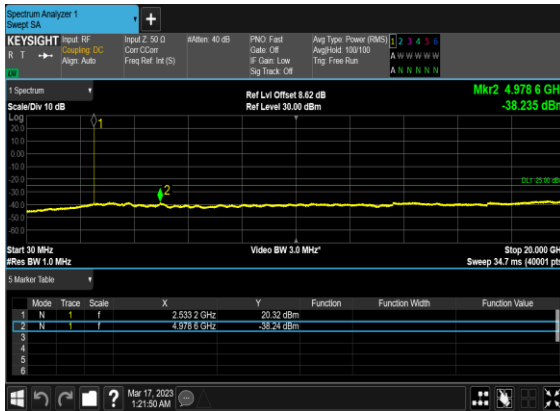 Spectrum Analyzer 1
Swept SA
KEYSIGHT
R T
LNI
Input: RF
Coupling: DC
Align: Auto
Input Z: 50 Ω
Corr CCorr
Freq Ref: Int (S)
#Atten: 40 dB
PNO: Fast
Gate: Off
IF Gain: Low
Sig Track: Off
Avg Type: Power (RMS)
Avg|Hold: 100/100
Trig: Free Run
1 2 3 4 5 6
A W W W W W
A N N N N N
1 Spectrum
Scale/Div 10 dB
Ref Lvl Offset 8.62 dB
Ref Level 30.00 dBm
Mkr2 4.978 6 GHz
-38.235 dBm
Log
20.0
10.0
0.00
-10.0
-20.0
-30.0
-40.0
-50.0
-60.0
1
2
DL1 -25.00 dBm
Start 30 MHz
#Res BW 1.0 MHz
Video BW 3.0 MHz*
Stop 20.000 GHz
Sweep 34.7 ms (40001 pts)
5 Marker Table
Mode Trace Scale X Y Function Function Width Function Value
1 N 1 f 2.533 2 GHz 20.32 dBm
2 N 1 f 4.978 6 GHz -38.24 dBm
3
4
5
6
?
Mar 17, 2023
1:21:50 AM